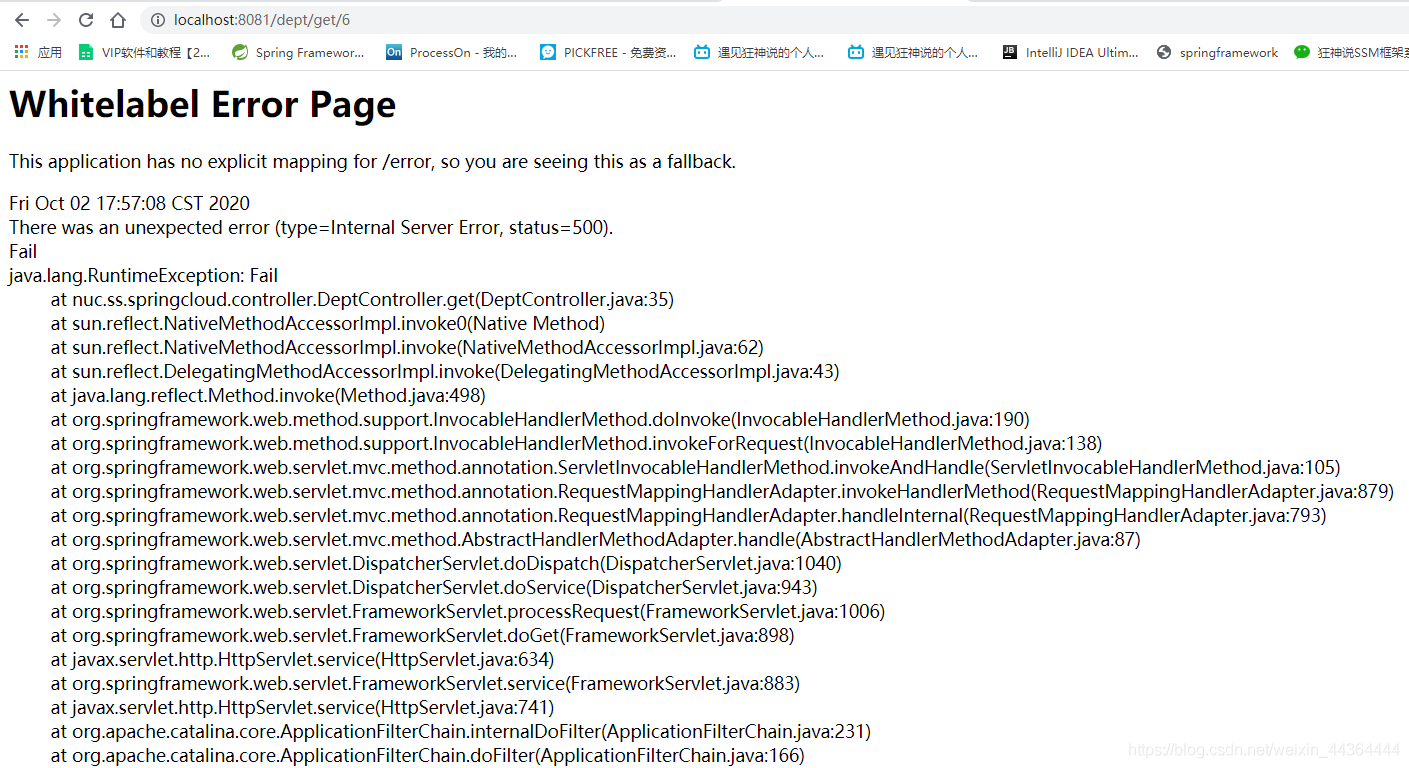 localhost:8081/dept/get/6
应用 VIP软件和教程【2... Spring Framewor... ProcessOn - 我的... PICKFREE - 免费资... 遇见狂神说的个人... 遇见狂神说的个人... IntelliJ IDEA Ultim... springframework 狂神说SSM框架系
Whitelabel Error Page
This application has no explicit mapping for /error, so you are seeing this as a fallback.
Fri Oct 02 17:57:08 CST 2020
There was an unexpected error (type=Internal Server Error, status=500).
Fail
java.lang.RuntimeException: Fail
at nuc.ss.springcloud.controller.DeptController.get(DeptController.java:35)
at sun.reflect.NativeMethodAccessorImpl.invoke0(Native Method)
at sun.reflect.NativeMethodAccessorImpl.invoke(NativeMethodAccessorImpl.java:62)
at sun.reflect.DelegatingMethodAccessorImpl.invoke(DelegatingMethodAccessorImpl.java:43)
at java.lang.reflect.Method.invoke(Method.java:498)
at org.springframework.web.method.support.InvocableHandlerMethod.doInvoke(InvocableHandlerMethod.java:190)
at org.springframework.web.method.support.InvocableHandlerMethod.invokeForRequest(InvocableHandlerMethod.java:138)
at org.springframework.web.servlet.mvc.method.annotation.ServletInvocableHandlerMethod.invokeAndHandle(ServletInvocableHandlerMethod.java:105)
at org.springframework.web.servlet.mvc.method.annotation.RequestMappingHandlerAdapter.invokeHandlerMethod(RequestMappingHandlerAdapter.java:879)
at org.springframework.web.servlet.mvc.method.annotation.RequestMappingHandlerAdapter.handleInternal(RequestMappingHandlerAdapter.java:793)
at org.springframework.web.servlet.mvc.method.AbstractHandlerMethodAdapter.handle(AbstractHandlerMethodAdapter.java:87)
at org.springframework.web.servlet.DispatcherServlet.doDispatch(DispatcherServlet.java:1040)
at org.springframework.web.servlet.DispatcherServlet.doService(DispatcherServlet.java:943)
at org.springframework.web.servlet.FrameworkServlet.processRequest(FrameworkServlet.java:1006)
at org.springframework.web.servlet.FrameworkServlet.doGet(FrameworkServlet.java:898)
at javax.servlet.http.HttpServlet.service(HttpServlet.java:634)
at org.springframework.web.servlet.FrameworkServlet.service(FrameworkServlet.java:883)
at javax.servlet.http.HttpServlet.service(HttpServlet.java:741)
at org.apache.catalina.core.ApplicationFilterChain.internalDoFilter(ApplicationFilterChain.java:231)
at org.apache.catalina.core.ApplicationFilterChain.doFilter(ApplicationFilterChain.java:166)
https://blog.csdn.net/weixin_44364444